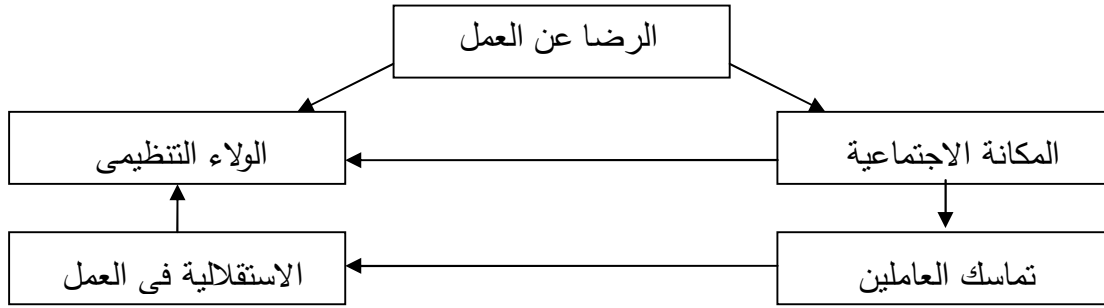 الرضا عن العمل
المكانة الاجتماعية
الولاء التنظيمى
تماسك العاملين
الاستقلالية فى العمل